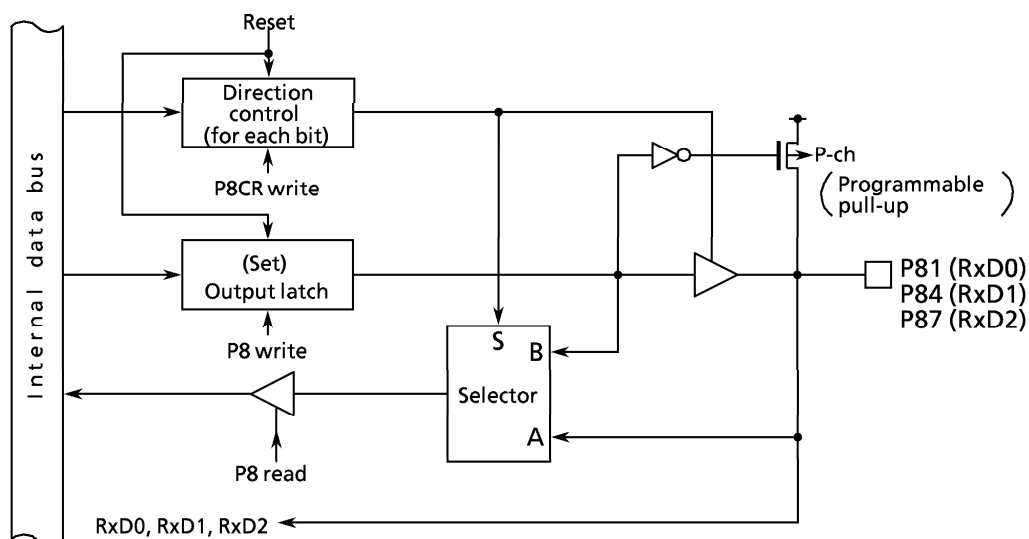 Reset
Internal data bus
Direction
control
(for each bit)
P8CR write
P-ch
(Programmable
pull-up)
(Set)
Output latch
P81 (RxD0)
P84 (RxD1)
P87 (RxD2)
P8 write
S
B
Selector
A
P8 read
RxD0, RxD1, RxD2